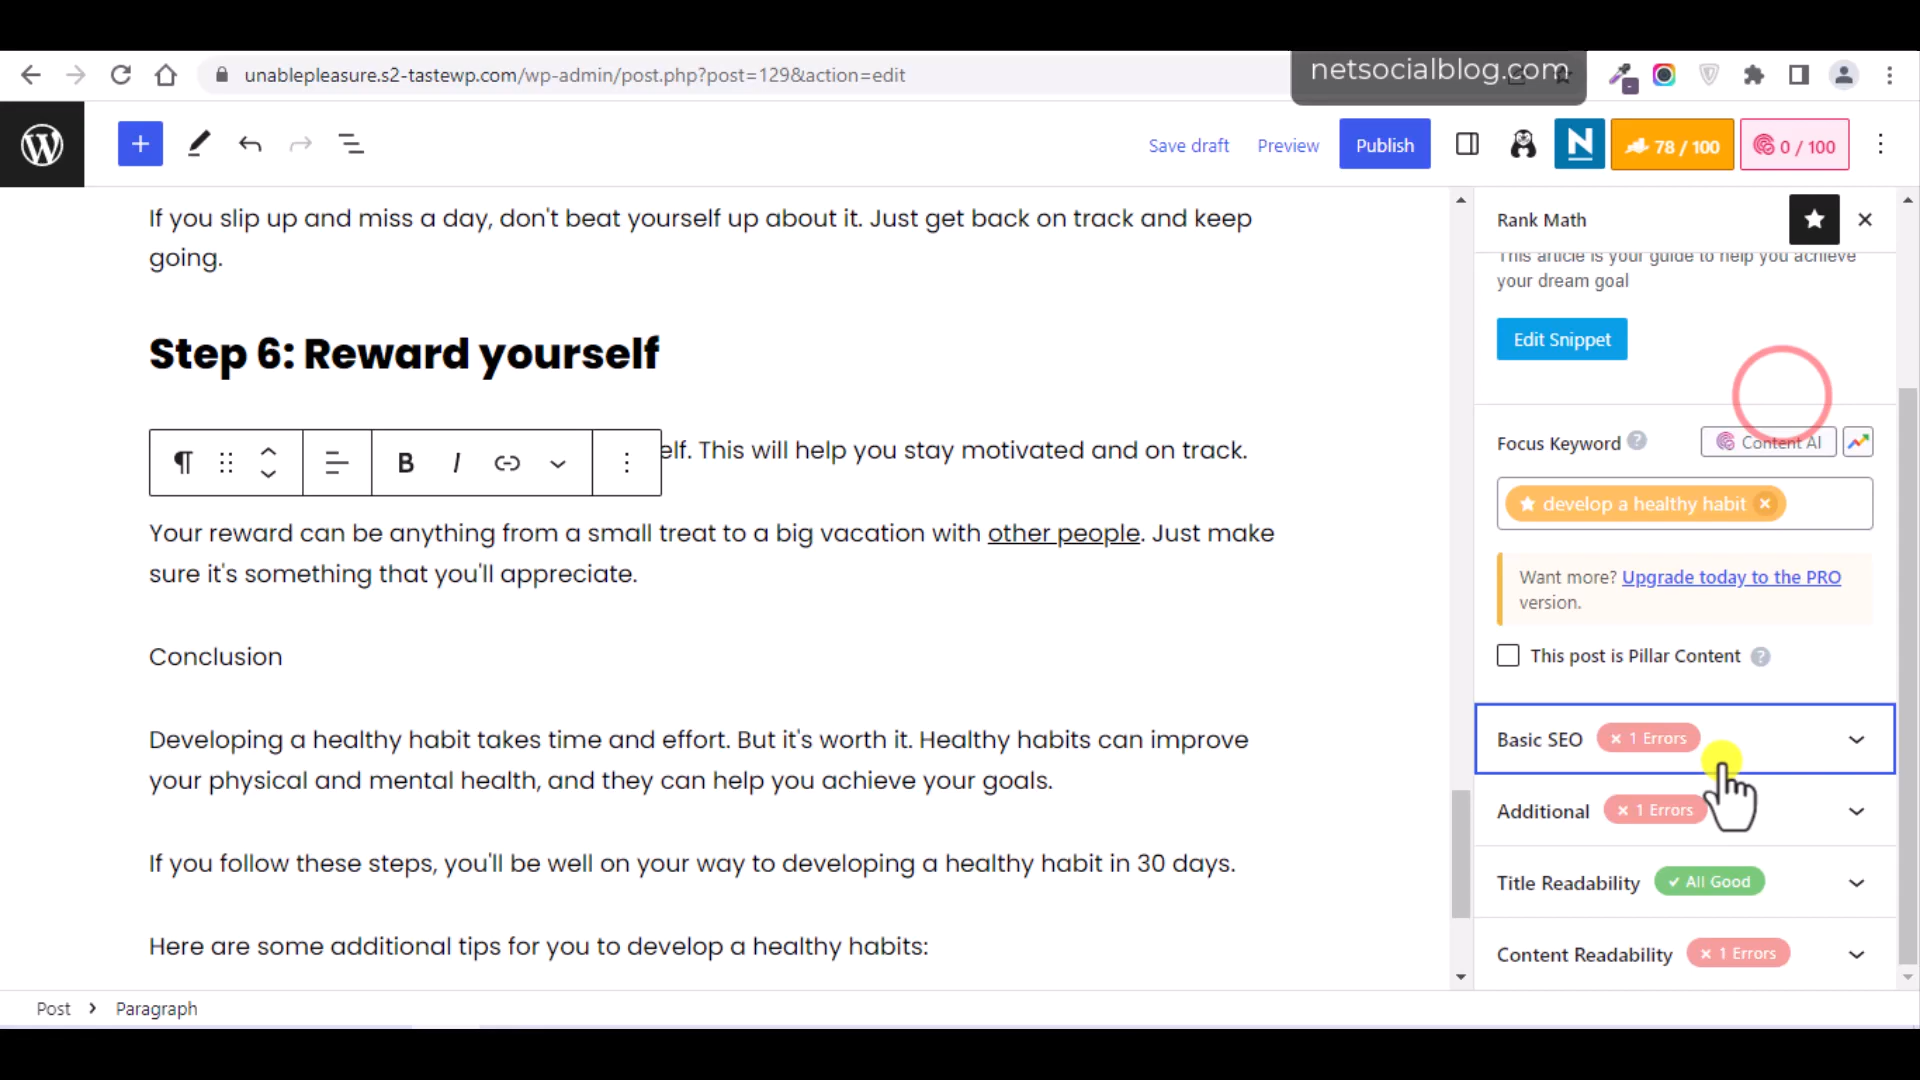 netsocialblog.com
unablepleasure.s2-tastewp.com/wp-admin/post.php?post=129&action=edit
Save draft
Preview
Publish
N
78 / 100
0 / 100
If you slip up and miss a day, don't beat yourself up about it. Just get back on track and keep
going.
Step 6: Reward yourself
B I
elf. This will help you stay motivated and on track.
Your reward can be anything from a small treat to a big vacation with other people. Just make
sure it's something that you'll appreciate.
Conclusion
Developing a healthy habit takes time and effort. But it's worth it. Healthy habits can improve
your physical and mental health, and they can help you achieve your goals.
If you follow these steps, you'll be well on your way to developing a healthy habit in 30 days.
Here are some additional tips for you to develop a healthy habits:
Rank Math
This article is your guide to help you achieve
your dream goal
Edit Snippet
Focus Keyword
Content AI
develop a healthy habit
Want more? Upgrade today to the PRO
version.
This post is Pillar Content
Basic SEO
1 Errors
Additional
1 Errors
Title Readability
All Good
Content Readability
1 Errors
Post
Paragraph